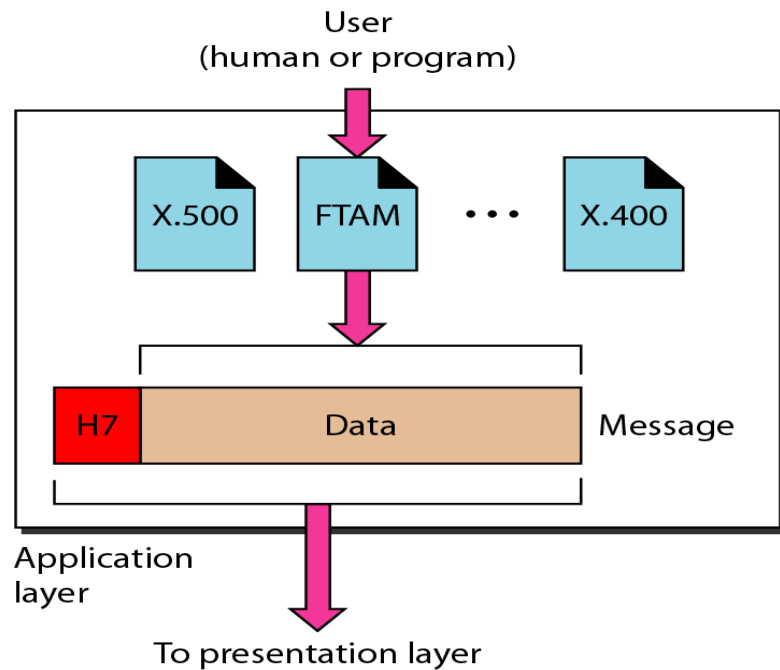 User
(human or program)
X.500
FTAM
...
X.400
H7
Data
Message
Application
layer
To presentation layer